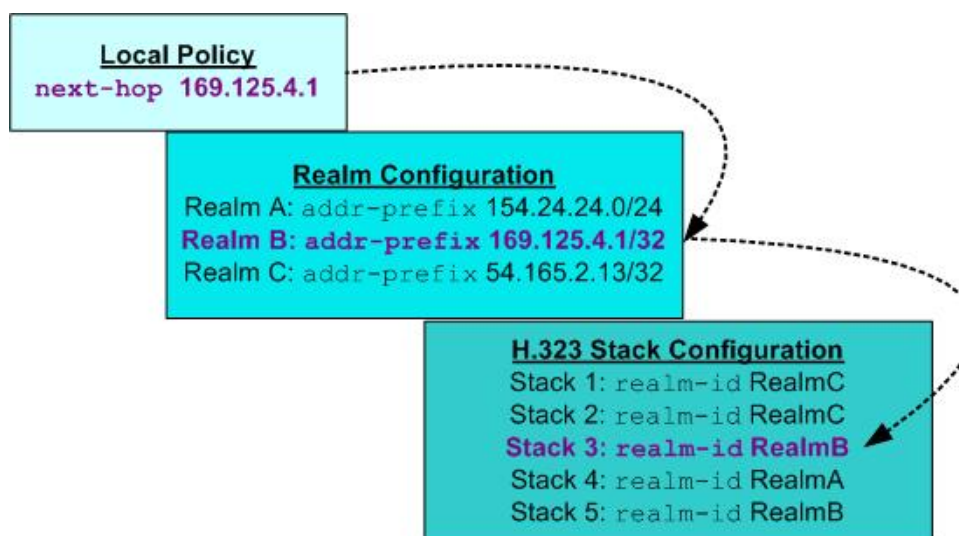 Local Policy
next-hop 169.125.4.1
Realm Configuration
Realm A: addr-prefix 154.24.24.0/24
Realm B: addr-prefix 169.125.4.1/32
Realm C: addr-prefix 54.165.2.13/32
H.323 Stack Configuration
Stack 1: realm-id RealmC
Stack 2: realm-id RealmC
Stack 3: realm-id RealmB
Stack 4: realm-id RealmA
Stack 5: realm-id RealmB